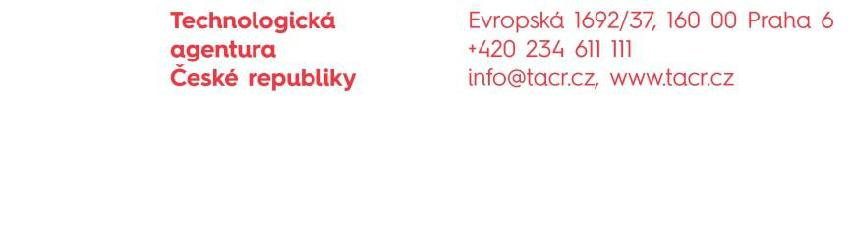 Technologická
agentura
České republiky
Evropská 1692/37, 160 00 Praha 6
+420 234 611 111
info@tacr.cz, www.tacr.cz